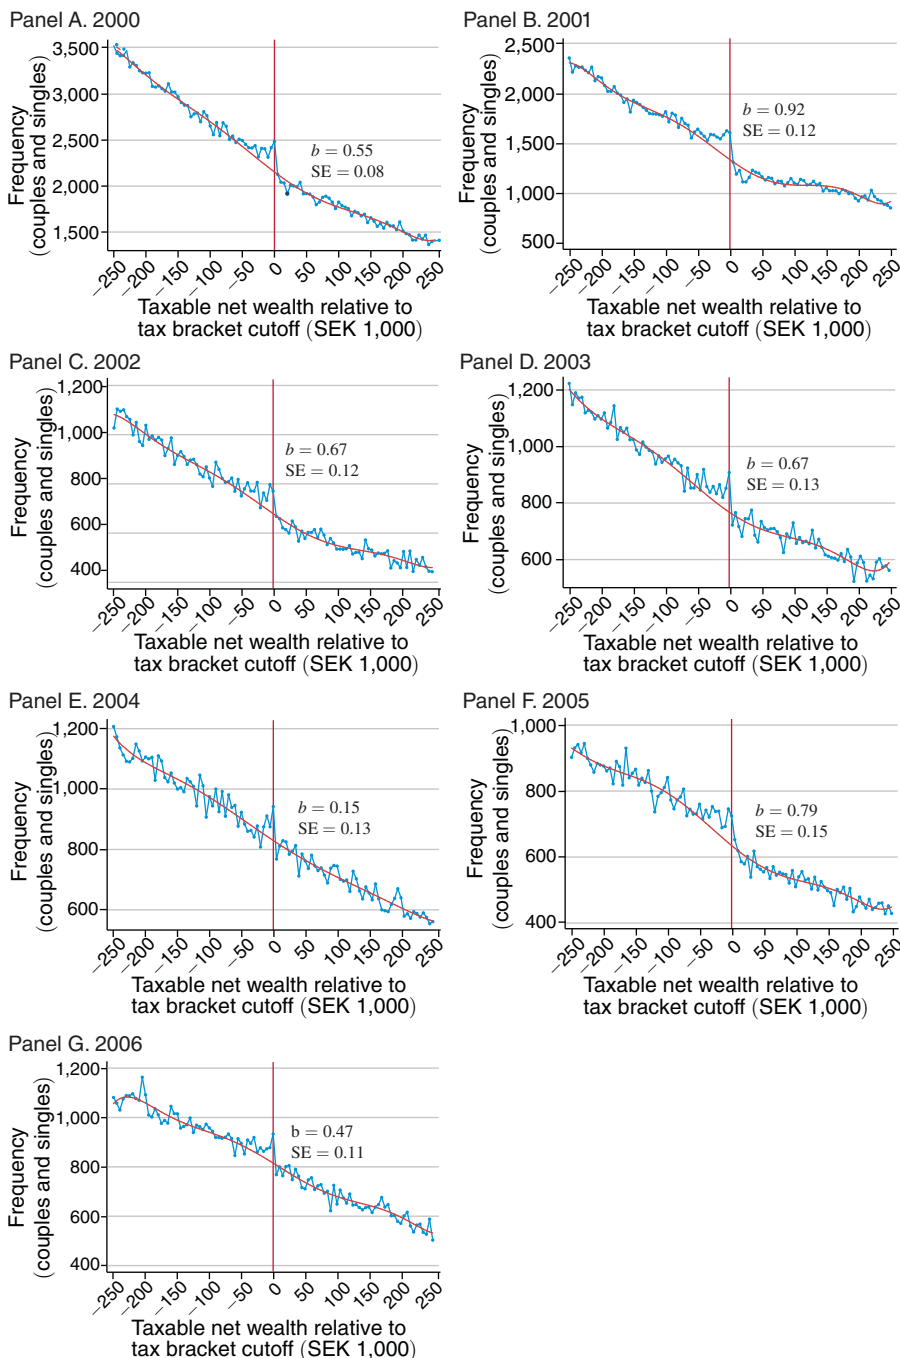 Panel A. 2000
3,500
3,000
2,500
2,000
1,500
Frequency
(couples and singles)
b = 0.55
SE = 0.08
−250
−200
−150
−100
−50
0
50
100
150
200
250
Taxable net wealth relative to
tax bracket cutoff (SEK 1,000)
Panel B. 2001
2,500
2,000
1,500
1,000
500
Frequency
(couples and singles)
b = 0.92
SE = 0.12
−250
−200
−150
−100
−50
0
50
100
150
200
250
Taxable net wealth relative to
tax bracket cutoff (SEK 1,000)
Panel C. 2002
1,200
1,000
800
600
400
Frequency
(couples and singles)
b = 0.67
SE = 0.12
−250
−200
−150
−100
−50
0
50
100
150
200
250
Taxable net wealth relative to
tax bracket cutoff (SEK 1,000)
Panel D. 2003
1,200
1,000
800
600
Frequency
(couples and singles)
b = 0.67
SE = 0.13
−250
−200
−150
−100
−50
0
50
100
150
200
250
Taxable net wealth relative to
tax bracket cutoff (SEK 1,000)
Panel E. 2004
1,200
1,000
800
600
Frequency
(couples and singles)
b = 0.15
SE = 0.13
−250
−200
−150
−100
−50
0
50
100
150
200
250
Taxable net wealth relative to
tax bracket cutoff (SEK 1,000)
Panel F. 2005
1,000
800
600
400
Frequency
(couples and singles)
b = 0.79
SE = 0.15
−250
−200
−150
−100
−50
0
50
100
150
200
250
Taxable net wealth relative to
tax bracket cutoff (SEK 1,000)
Panel G. 2006
1,200
1,000
800
600
400
Frequency
(couples and singles)
b = 0.47
SE = 0.11
−250
−200
−150
−100
−50
0
50
100
150
200
250
Taxable net wealth relative to
tax bracket cutoff (SEK 1,000)